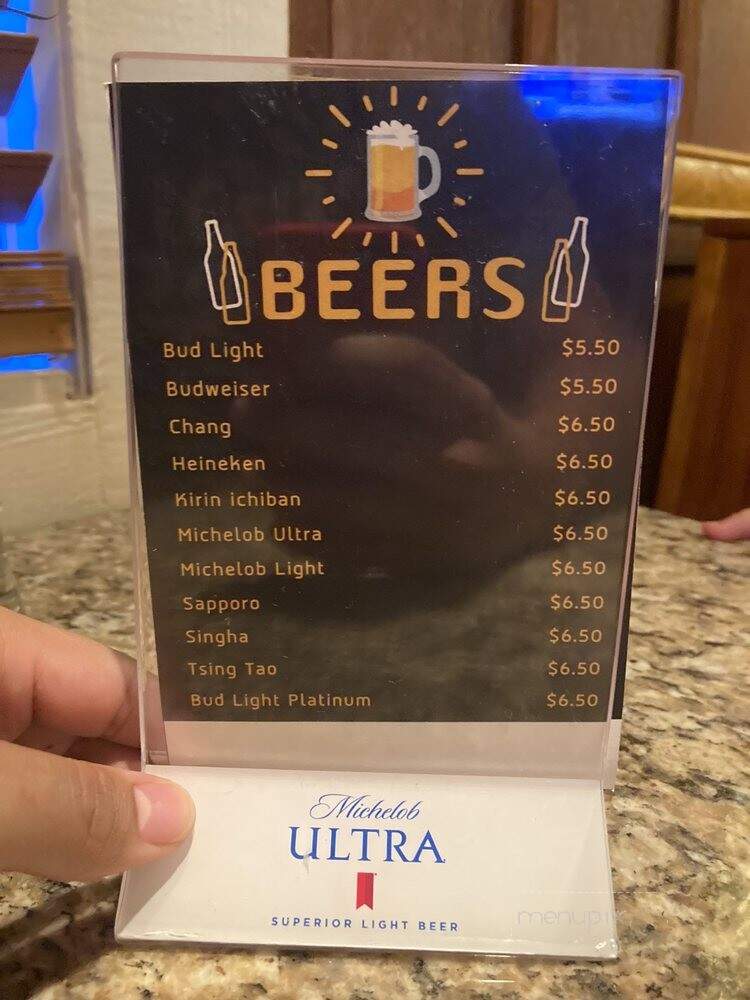 BEERS
Bud Light $5.50
Budweiser $5.50
Chang $6.50
Heineken $6.50
Kirin ichiban $6.50
Michelob Ultra $6.50
Michelob Light $6.50
Sapporo $6.50
Singha $6.50
Tsing Tao $6.50
Bud Light Platinum $6.50
Michelob
ULTRA
SUPERIOR LIGHT BEER